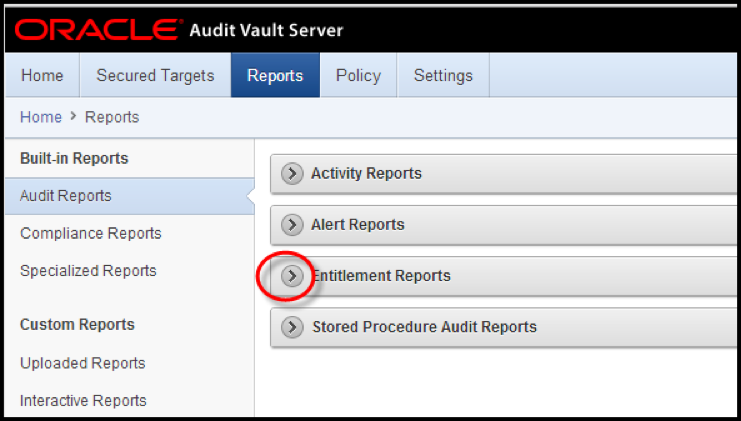 ORACLE Audit Vault Server
Home Secured Targets Reports Policy Settings
Home > Reports
Built-in Reports
Audit Reports
Compliance Reports
Specialized Reports
Custom Reports
Uploaded Reports
Interactive Reports
Activity Reports
Alert Reports
Entitlement Reports
Stored Procedure Audit Reports